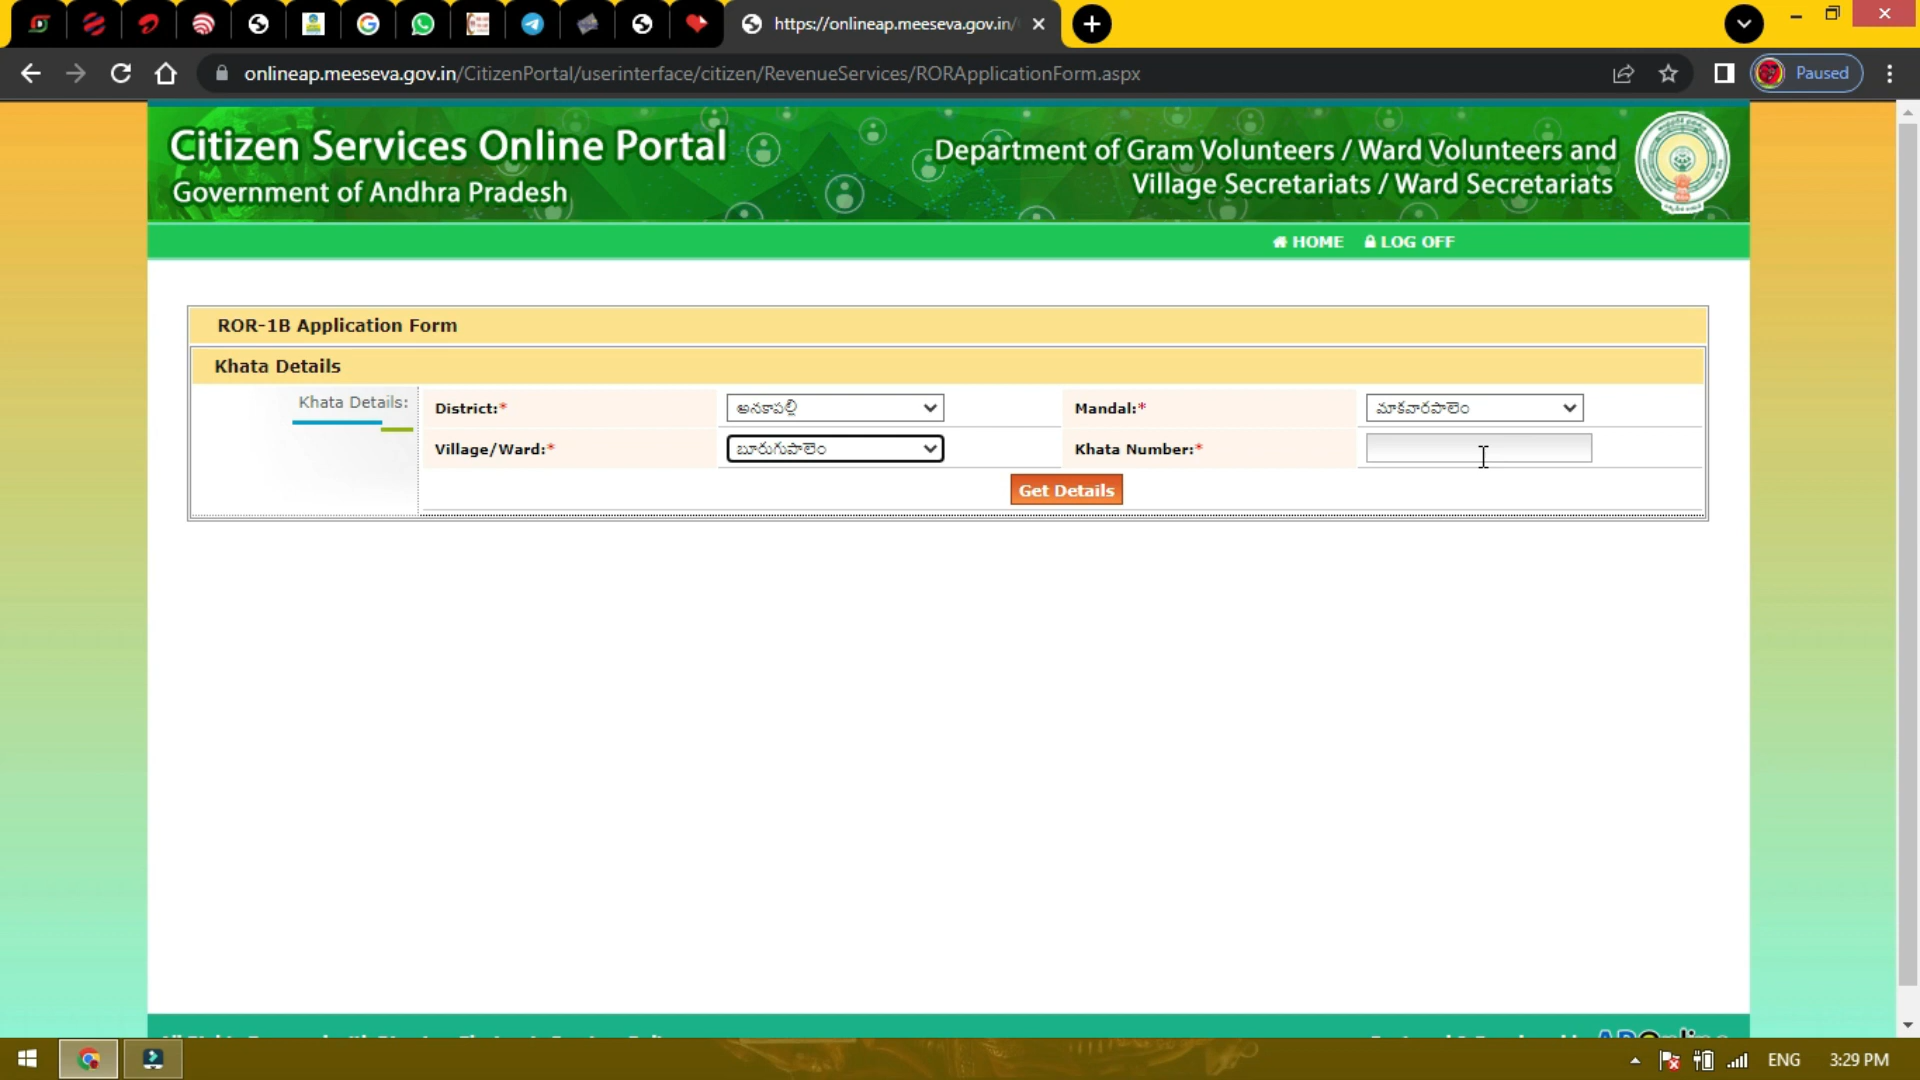 https://onlineap.meeseva.gov.in/
onlineap.meeseva.gov.in/CitizenPortal/userinterface/citizen/RevenueServices/RORApplicationForm.aspx
Paused
Citizen Services Online Portal
Government of Andhra Pradesh
Department of Gram Volunteers / Ward Volunteers and
Village Secretariats / Ward Secretariats
HOME LOG OFF
ROR-1B Application Form
Khata Details
Khata Details:
District:* అనకాపల్లి Mandal:* మాకవారపాలెం
Village/Ward:* బూరుగుపాలెం Khata Number:*
Get Details
ENG 3:29 PM